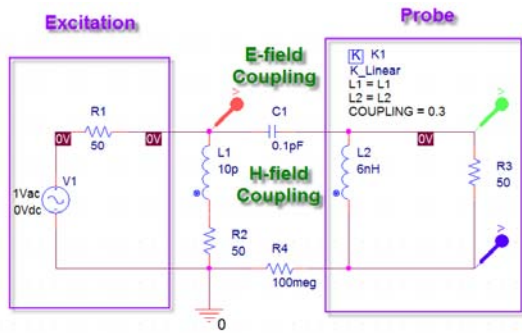 Excitation
Probe
E-field
Coupling
K K1
K_Linear
L1 = L1
L2 = L2
COUPLING = 0.3
R1
C1
0V
0V
0V
50
0.1pF
L1
10p
H-field
Coupling
L2
6nH
R3
50
V1
1Vac
0Vdc
R2
50
R4
100meg
0